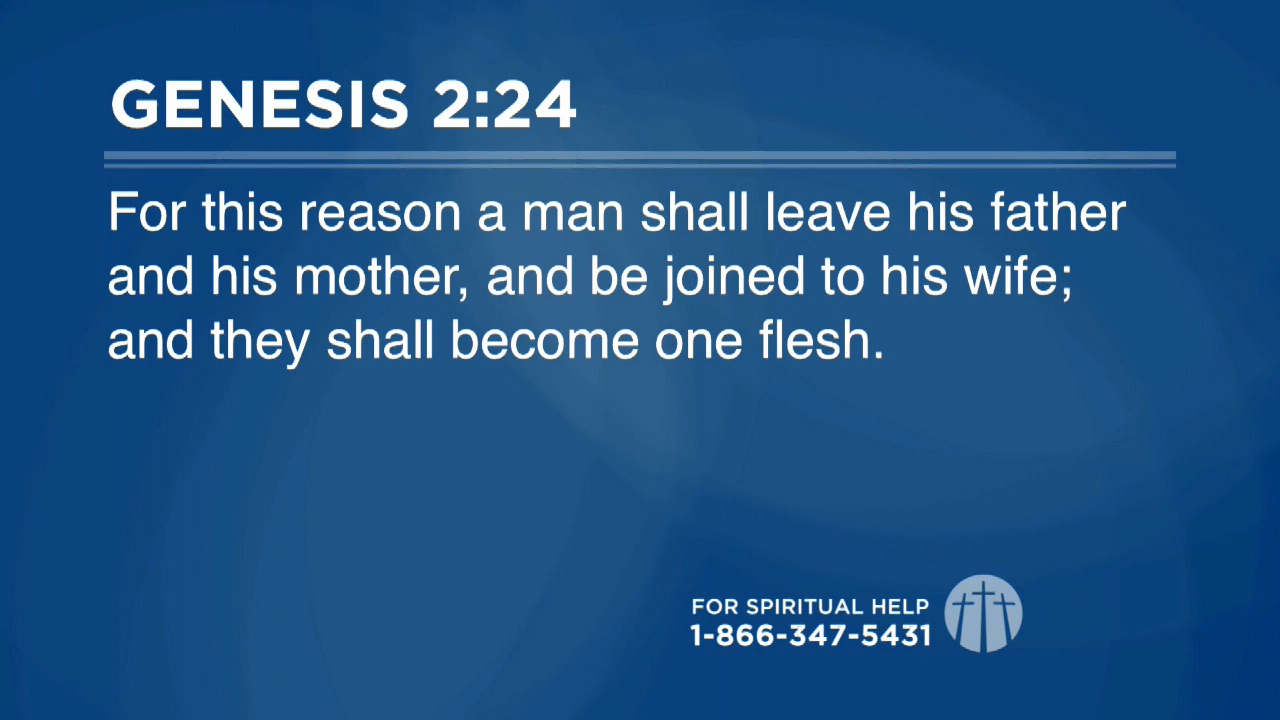 GENESIS 2:24
For this reason a man shall leave his father
and his mother, and be joined to his wife;
and they shall become one flesh.
FOR SPIRITUAL HELP
1-866-347-5431